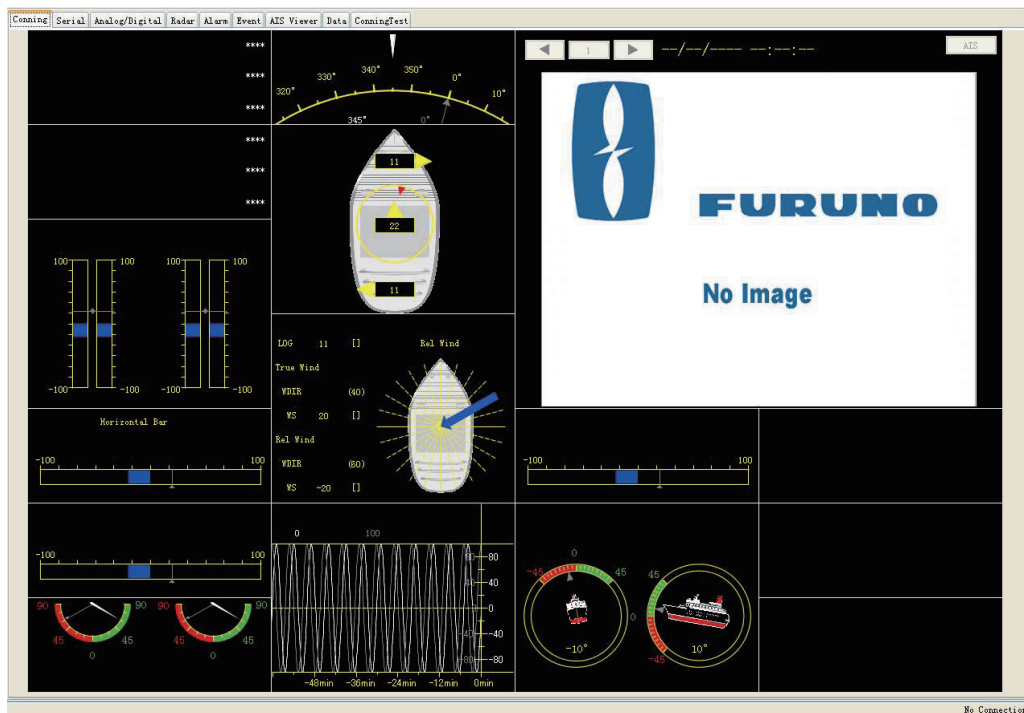 Conning Serial Analog/Digital Radar Alarm Event AIS Viewer Data ConningTest
****
****
****
****
****
****
320° 330° 340° 350° 0° 10°
345° 0°
11
22
11
1 --/--/---- --:--:-- AIS
FURUNO
No Image
100 100 100 100
-100 -100 -100 -100
LOG 11 [] Rel Wind
True Wind
WDIR (40)
WS 20 []
Rel Wind
WDIR (60)
WS -20 []
Horizontal Bar
-100 100
-100 100
-100 100
90 90 90 90
45 45 45 45
0 0
0 100
80
40
0
-40
-80
-48min -36min -24min -12min 0min
-45 0 45
-10°
45
0
-45
10°
No Connection